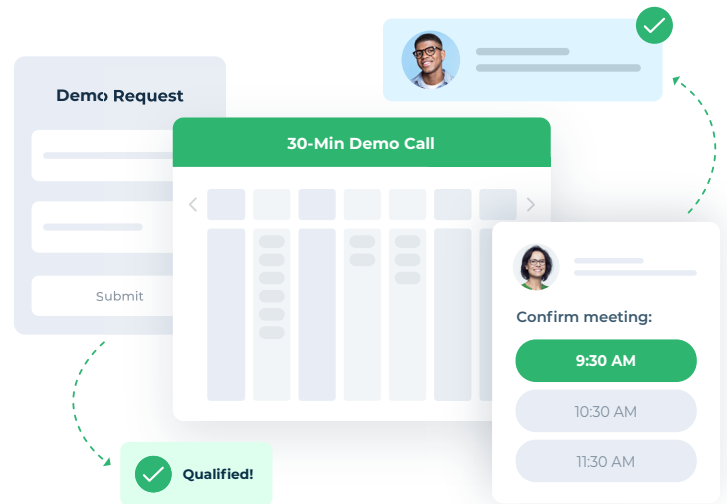 Demo Request
Submit
30-Min Demo Call
Confirm meeting:
9:30 AM
10:30 AM
11:30 AM
Qualified!